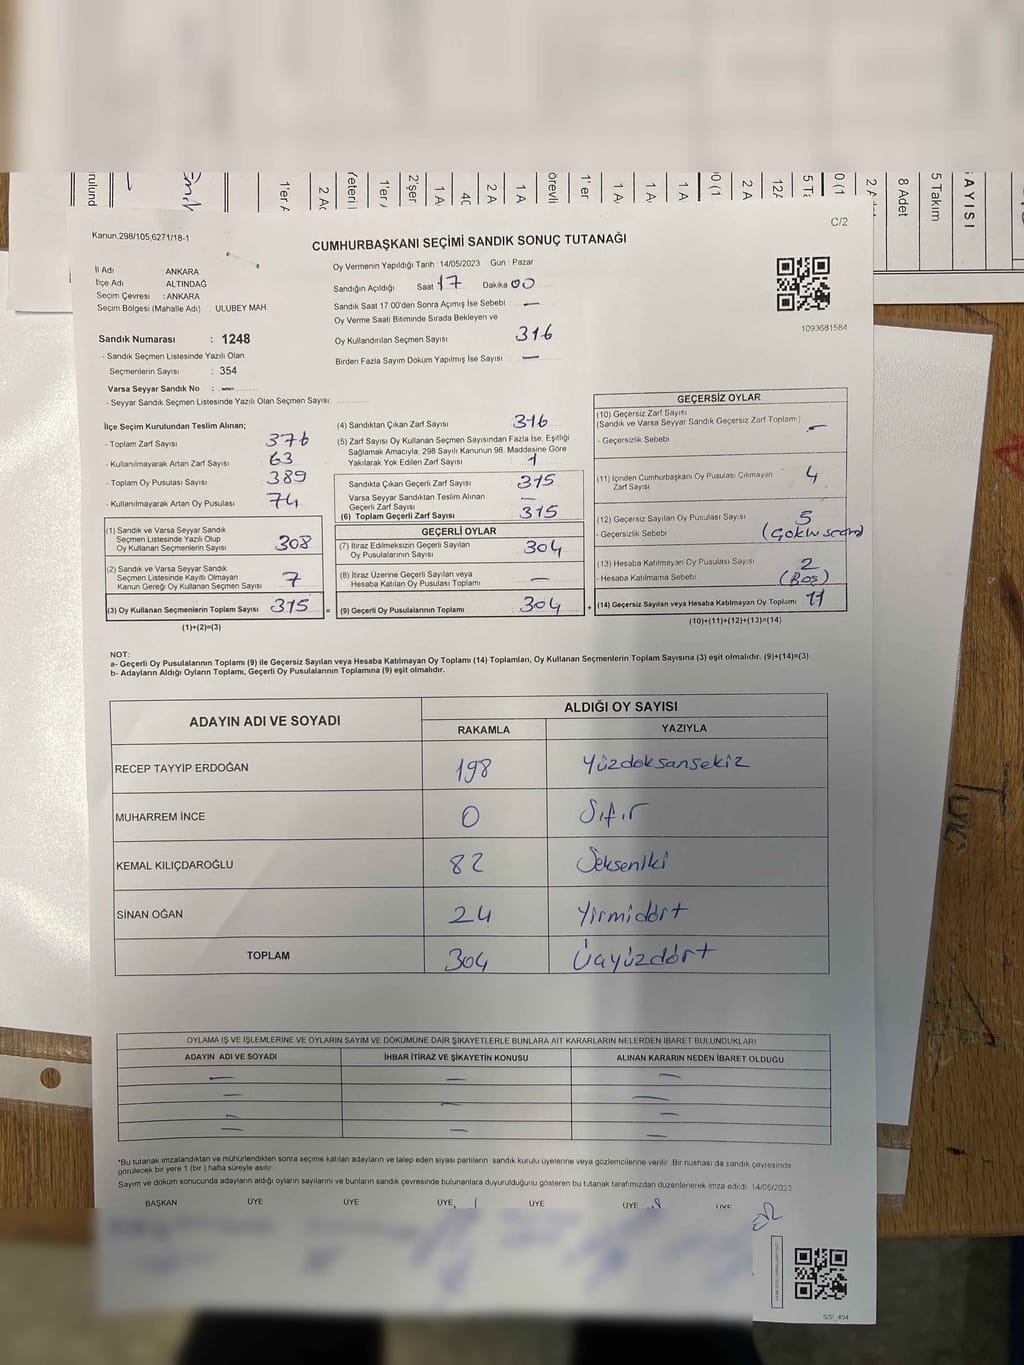 C/2
Kanun.298/105,6271/18-1
CUMHURBAŞKANI SEÇİMİ SANDIK SONUÇ TUTANAĞI
İl Adı : ANKARA
İlçe Adı : ALTINDAĞ
Seçim Çevresi : ANKARA
Seçim Bölgesi (Mahalle Adı) : ULUBEY MAH
Sandık Numarası : 1248
- Sandık Seçmen Listesinde Yazılı Olan
Seçmenlerin Sayısı : 354
Varsa Seyyar Sandık No : —
- Seyyar Sandık Seçmen Listesinde Yazılı Olan Seçmen Sayısı:
Oy Vermenin Yapıldığı Tarih : 14/05/2023 Gün : Pazar
Sandığın Açıldığı Saat 17 Dakika 00
Sandık Saat 17:00'den Sonra Açımış İse Sebebi : —
Oy Verme Saati Bitiminde Sırada Bekleyen ve
Oy Kullandırılan Seçmen Sayısı : 316
Birden Fazla Sayım Döküm Yapılmış İse Sayısı : —
1093681584
İlçe Seçim Kurulundan Teslim Alınan;
- Toplam Zarf Sayısı : 376
- Kullanılmayarak Artan Zarf Sayısı : 63
- Toplam Oy Pusulası Sayısı : 389
- Kullanılmayarak Artan Oy Pusulası : 74
(1) Sandık ve Varsa Seyyar Sandık
Seçmen Listesinde Yazılı Olup
Oy Kullanan Seçmenlerin Sayısı : 308
(2) Sandık ve Varsa Seyyar Sandık
Seçmen Listesinde Kayıtlı Olmayan
Kanun Gereği Oy Kullanan Seçmen Sayısı : 7
(3) Oy Kullanan Seçmenlerin Toplam Sayısı : 315 =
(1)+(2)=(3)
(4) Sandıktan Çıkan Zarf Sayısı : 316
(5) Zarf Sayısı Oy Kullanan Seçmen Sayısından Fazla İse, Eşitliği
Sağlamak Amacıyla; 298 Sayılı Kanunun 98. Maddesine Göre
Yakılarak Yok Edilen Zarf Sayısı : 1
Sandıkta Çıkan Geçerli Zarf Sayısı : 315
Varsa Seyyar Sandıktan Teslim Alınan
Geçerli Zarf Sayısı : —
(6) Toplam Geçerli Zarf Sayısı : 315
GEÇERLİ OYLAR
(7) İtiraz Edilmeksizin Geçerli Sayılan
Oy Pusulalarının Sayısı : 304
(8) İtiraz Üzerine Geçerli Sayılan veya
Hesaba Katılan Oy Pusulası Toplamı : —
(9) Geçerli Oy Pusulalarının Toplamı : 304 +
GEÇERSİZ OYLAR
(10) Geçersiz Zarf Sayısı
(Sandık ve Varsa Seyyar Sandık Geçersiz Zarf Toplamı) : —
- Geçersizlik Sebebi :
(11) İçinden Cumhurbaşkanı Oy Pusulası Çıkmayan
Zarf Sayısı : 4
(12) Geçersiz Sayılan Oy Pusulası Sayısı : 5
- Geçersizlik Sebebi :
(13) Hesaba Katılmayan Oy Pusulası Sayısı : 2
- Hesaba Katılmama Sebebi : (Boş)
(14) Geçersiz Sayılan veya Hesaba Katılmayan Oy Toplamı : 11
(10)+(11)+(12)+(13)=(14)
NOT:
a- Geçerli Oy Pusulalarının Toplamı (9) ile Geçersiz Sayılan veya Hesaba Katılmayan Oy Toplamı (14) Toplamları, Oy Kullanan Seçmenlerin Toplam Sayısına (3) eşit olmalıdır. (9)+(14)=(3)
b- Adayların Aldığı Oyların Toplamı, Geçerli Oy Pusulalarının Toplamına (9) eşit olmalıdır.
ADAYIN ADI VE SOYADI
ALDIĞI OY SAYISI
RAKAMLA YAZIYLA
RECEP TAYYİP ERDOĞAN 198 Yüzdoksansekiz
MUHARREM İNCE 0 Sıfır
KEMAL KILIÇDAROĞLU 82 Sekseniki
SİNAN OĞAN 24 Yirmidört
TOPLAM 304 Üçyüzdört
OYLAMA İŞ VE İŞLEMLERİNE VE OYLARIN SAYIM VE DÖKÜMÜNE DAİR ŞİKAYETLERLE BUNLARA AİT KARARLARIN NELERDEN İBARET BULUNDUKLARI
ADAYIN ADI VE SOYADI İHBAR İTİRAZ VE ŞİKAYETİN KONUSU ALINAN KARARIN NEDEN İBARET OLDUĞU
— — —
— — —
— —
— — —
*Bu tutanak imzalandıktan ve mühürlendikten sonra seçime katılan adayların ve talep eden siyasi partilerin sandık kurulu üyelerine veya gözlemcilerine verilir. Bir nushası da sandık çevresinde
görülecek bir yere 1 (bir ) hafta süreyle asılır.
Sayım ve döküm sonucunda adayların aldığı oyların sayılarını ve bunların sandık çevresinde bulunanlara duyurulduğunu gösteren bu tutanak tarafımızdan düzenlenerek imza edildi. 14/05/2023
BAŞKAN ÜYE ÜYE ÜYE ÜYE ÜYE ÜYE